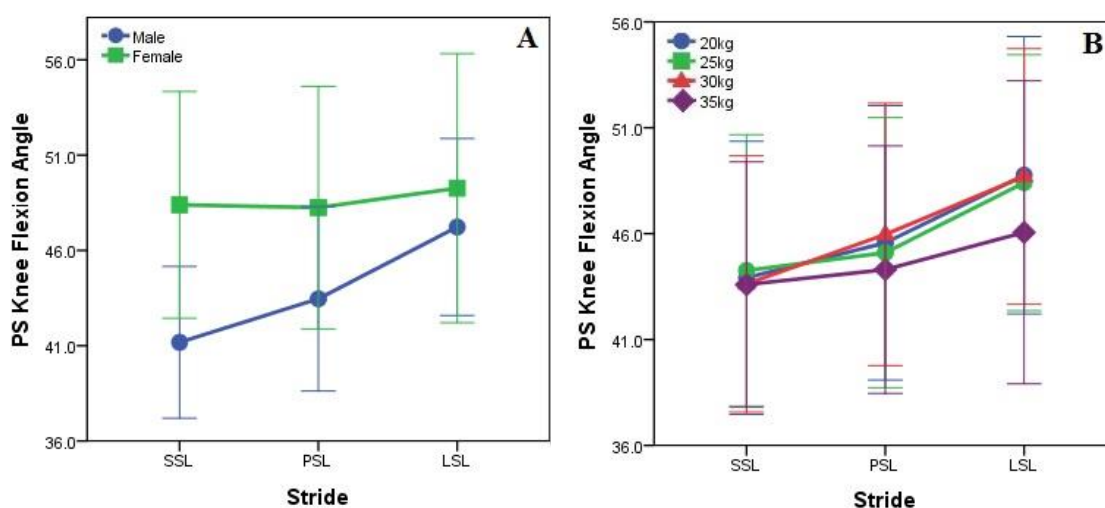 A
Male
Female
PS Knee Flexion Angle
56.0
51.0
46.0
41.0
36.0
SSL
PSL
LSL
Stride
B
20kg
25kg
30kg
35kg
PS Knee Flexion Angle
56.0
51.0
46.0
41.0
36.0
SSL
PSL
LSL
Stride